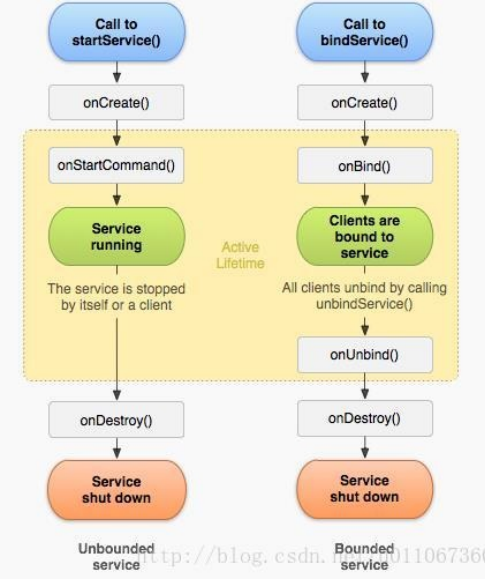 Call to
startService()
onCreate()
onStartCommand()
Service
running
The service is stopped
by itself or a client
onDestroy()
Service
shut down
Unbounded
service
Active
Lifetime
Call to
bindService()
onCreate()
onBind()
Clients are
bound to
service
All clients unbind by calling
unbindService()
onUnbind()
onDestroy()
Service
shut down
Bounded
service
http://blog.csdn.